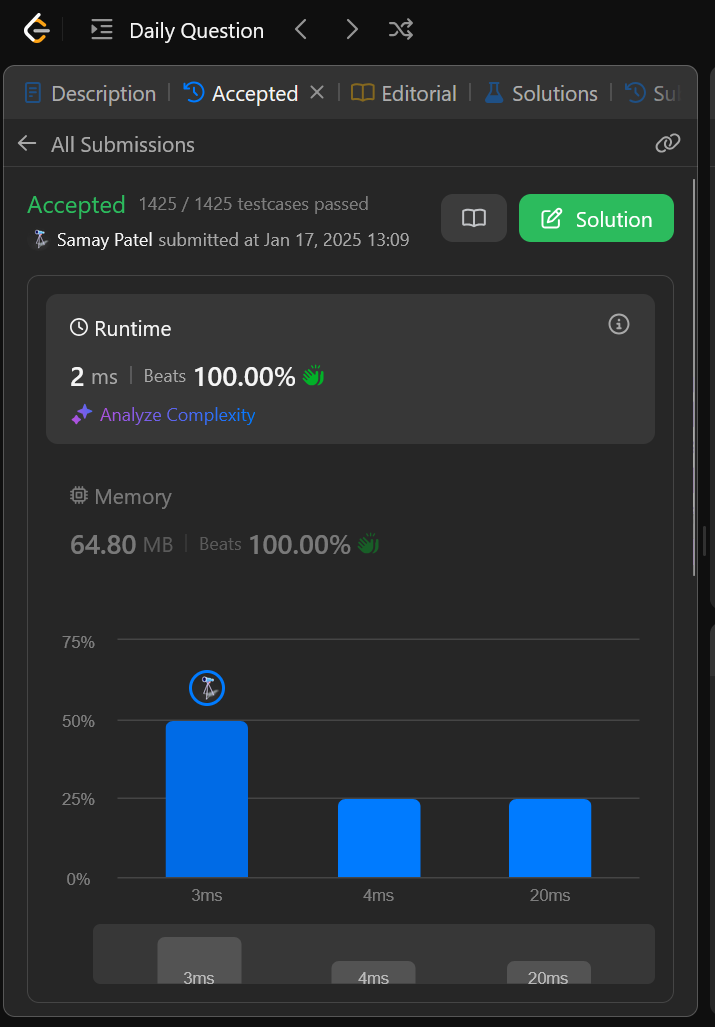 Daily Question
Description Accepted Editorial Solutions Su
All Submissions
Accepted 1425 / 1425 testcases passed
Samay Patel submitted at Jan 17, 2025 13:09
Solution
Runtime
2 ms Beats 100.00%
Analyze Complexity
Memory
64.80 MB Beats 100.00%
75%
50%
25%
0%
3ms 4ms 20ms
3ms 4ms 20ms